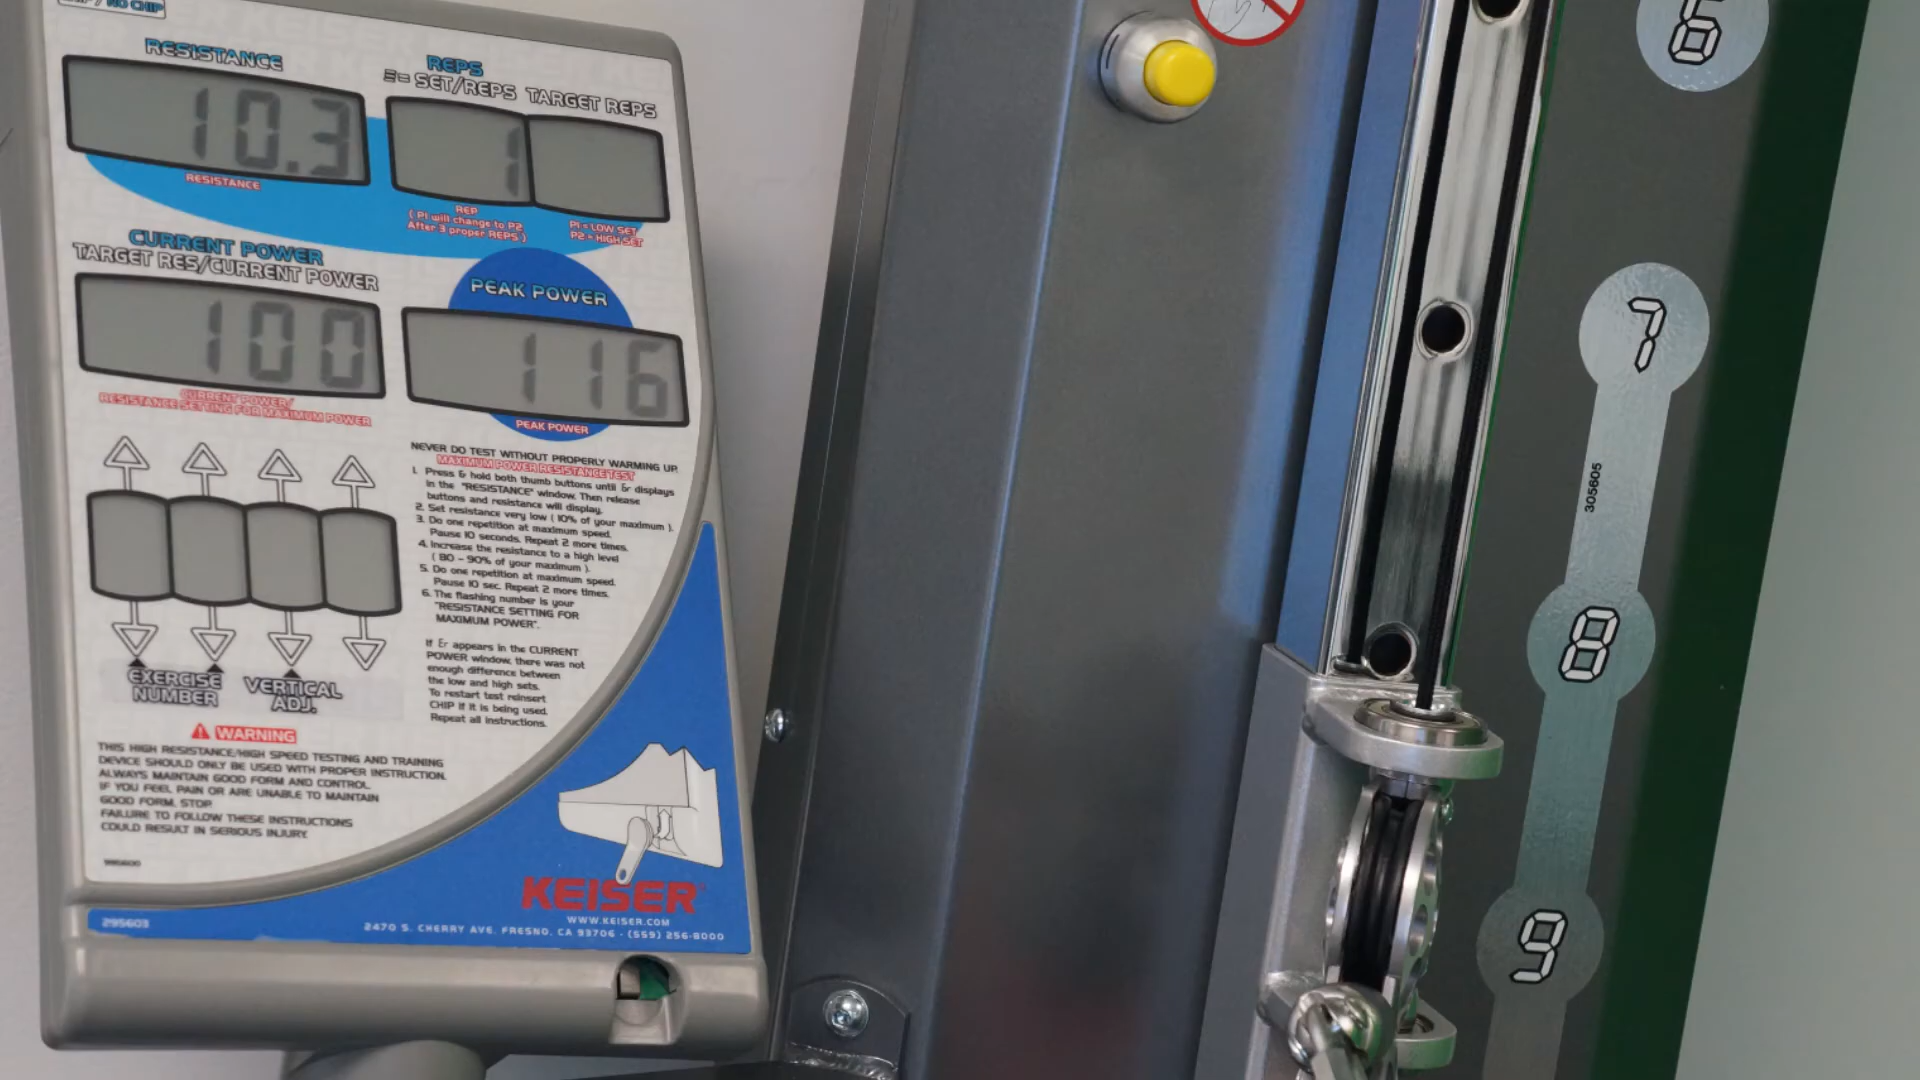 / NO CHIP
RESISTANCE
10.3
RESISTANCE
REPS
= SET/REPS TARGET REPS
1
REP
( P1 will change to P2
After 3 proper REPS )
P1 = LOW SET
P2 = HIGH SET
CURRENT POWER
TARGET RES/CURRENT POWER
100
CURRENT POWER/
RESISTANCE SETTING FOR MAXIMUM POWER
PEAK POWER
116
PEAK POWER
NEVER DO TEST WITHOUT PROPERLY WARMING UP.
MAXIMUM POWER RESISTANCE TEST
1. Press & hold both thumb buttons until &r displays
in the "RESISTANCE" window. Then release
buttons and resistance will display.
2. Set resistance very low ( 10% of your maximum ).
3. Do one repetition at maximum speed.
Pause 10 seconds. Repeat 2 more times.
4. Increase the resistance to a high level
( 80 - 90% of your maximum ).
5. Do one repetition at maximum speed.
Pause 10 sec. Repeat 2 more times.
6. The flashing number is your
"RESISTANCE SETTING FOR
MAXIMUM POWER".
If &r appears in the CURRENT
POWER window, there was not
enough difference between
the low and high sets.
To restart test reinsert
CHIP if it is being used.
Repeat all instructions.
EXERCISE
NUMBER
VERTICAL
ADJ.
WARNING
THIS HIGH RESISTANCE/HIGH SPEED TESTING AND TRAINING
DEVICE SHOULD ONLY BE USED WITH PROPER INSTRUCTION.
ALWAYS MAINTAIN GOOD FORM AND CONTROL.
IF YOU FEEL PAIN OR ARE UNABLE TO MAINTAIN
GOOD FORM, STOP.
FAILURE TO FOLLOW THESE INSTRUCTIONS
COULD RESULT IN SERIOUS INJURY.
295603
KEISER
WWW.KEISER.COM
2470 S. CHERRY AVE. FRESNO, CA 93706 - (559) 256-8000
6
7
305605
8
9